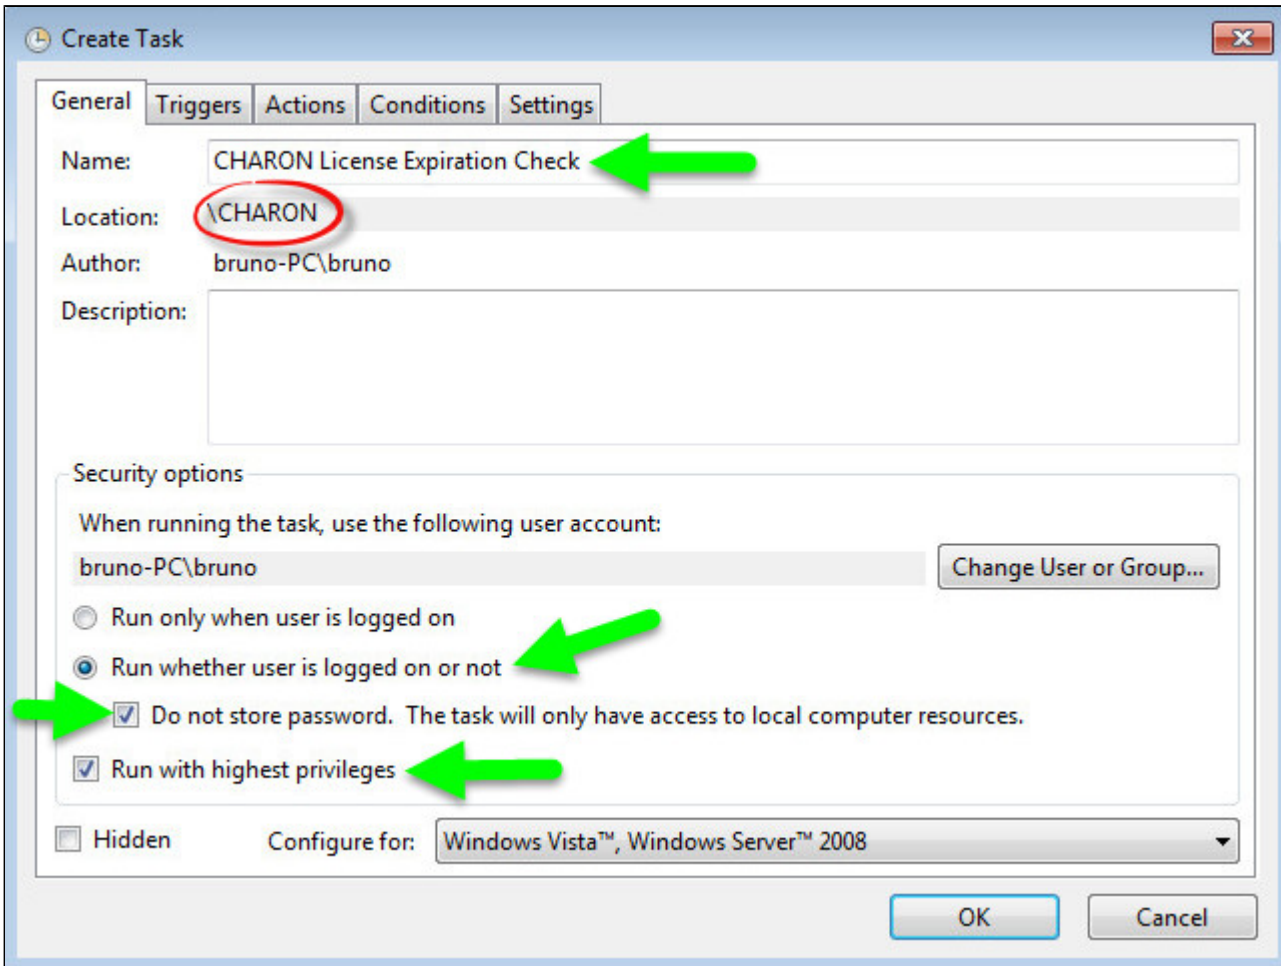 Create Task
General Triggers Actions Conditions Settings
Name: CHARON License Expiration Check
Location: \CHARON
Author: bruno-PC\bruno
Description:
Security options
When running the task, use the following user account:
bruno-PC\bruno Change User or Group...
Run only when user is logged on
Run whether user is logged on or not
Do not store password. The task will only have access to local computer resources.
Run with highest privileges
Hidden Configure for: Windows Vista™, Windows Server™ 2008
OK Cancel